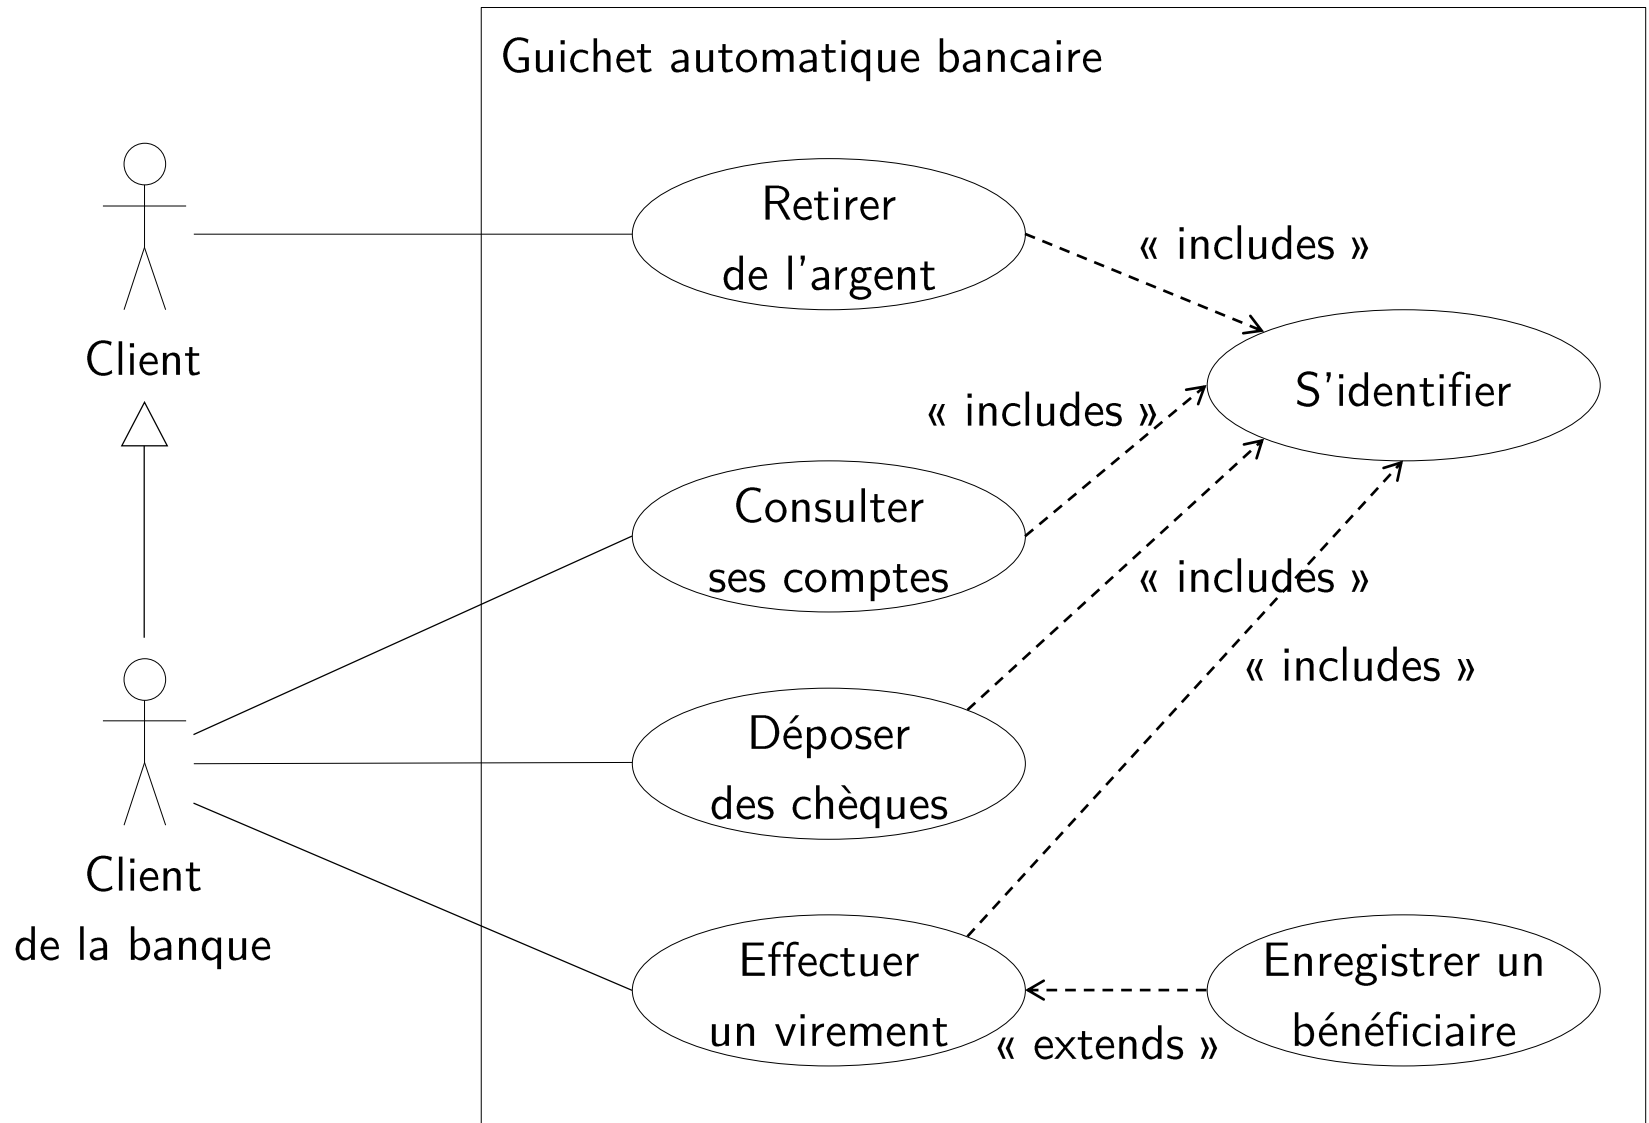 Guichet automatique bancaire
Retirer
de l'argent
« includes »
Client
S'identifier
« includes »
Consulter
ses comptes
« includes »
« includes »
Déposer
des chèques
Client
de la banque
Effectuer
un virement
Enregistrer un
bénéficiaire
« extends »